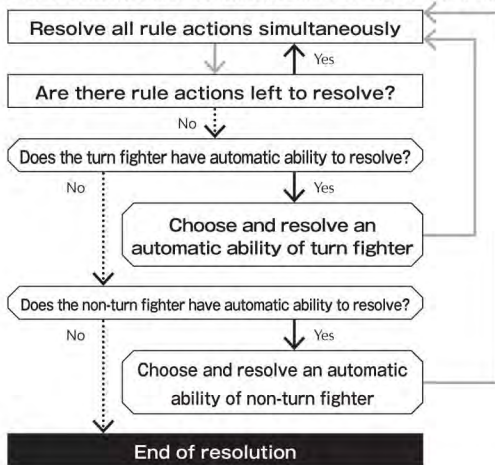 Resolve all rule actions simultaneously
Yes
Are there rule actions left to resolve?
No
Does the turn fighter have automatic ability to resolve?
No
Yes
Choose and resolve an
automatic ability of turn fighter
Does the non-turn fighter have automatic ability to resolve?
No
Yes
Choose and resolve an automatic
ability of non-turn fighter
End of resolution